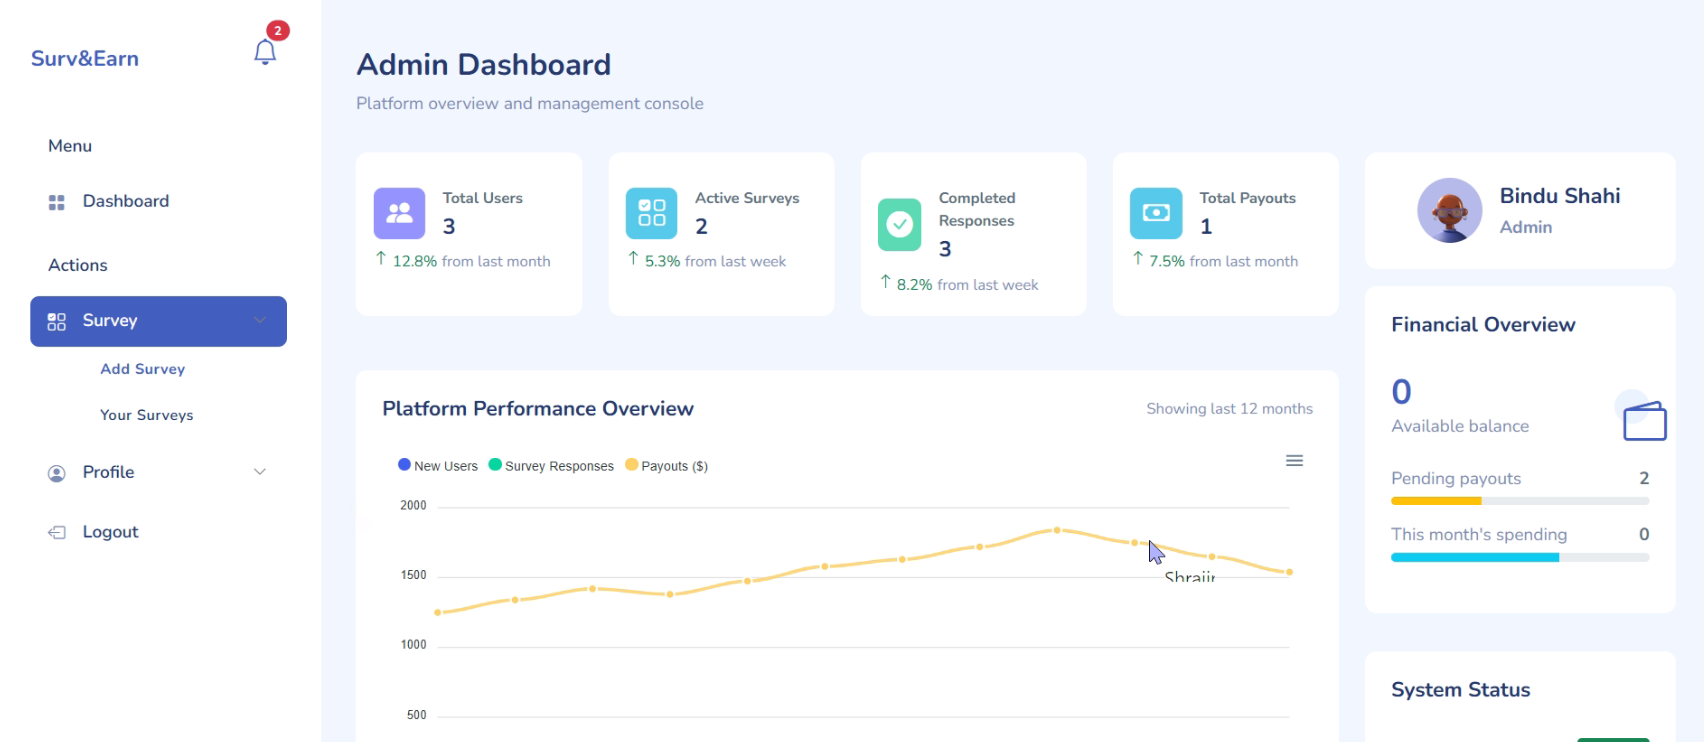 2
Surv&Earn
Menu
Dashboard
Actions
Survey
Add Survey
Your Surveys
Profile
Logout
Admin Dashboard
Platform overview and management console
Total Users
3
↑ 12.8% from last month
Active Surveys
2
↑ 5.3% from last week
Completed
Responses
3
↑ 8.2% from last week
Total Payouts
1
↑ 7.5% from last month
Bindu Shahi
Admin
Platform Performance Overview
Showing last 12 months
New Users Survey Responses Payouts ($)
2000
1500
1000
500
Financial Overview
0
Available balance
Pending payouts 2
This month's spending 0
System Status